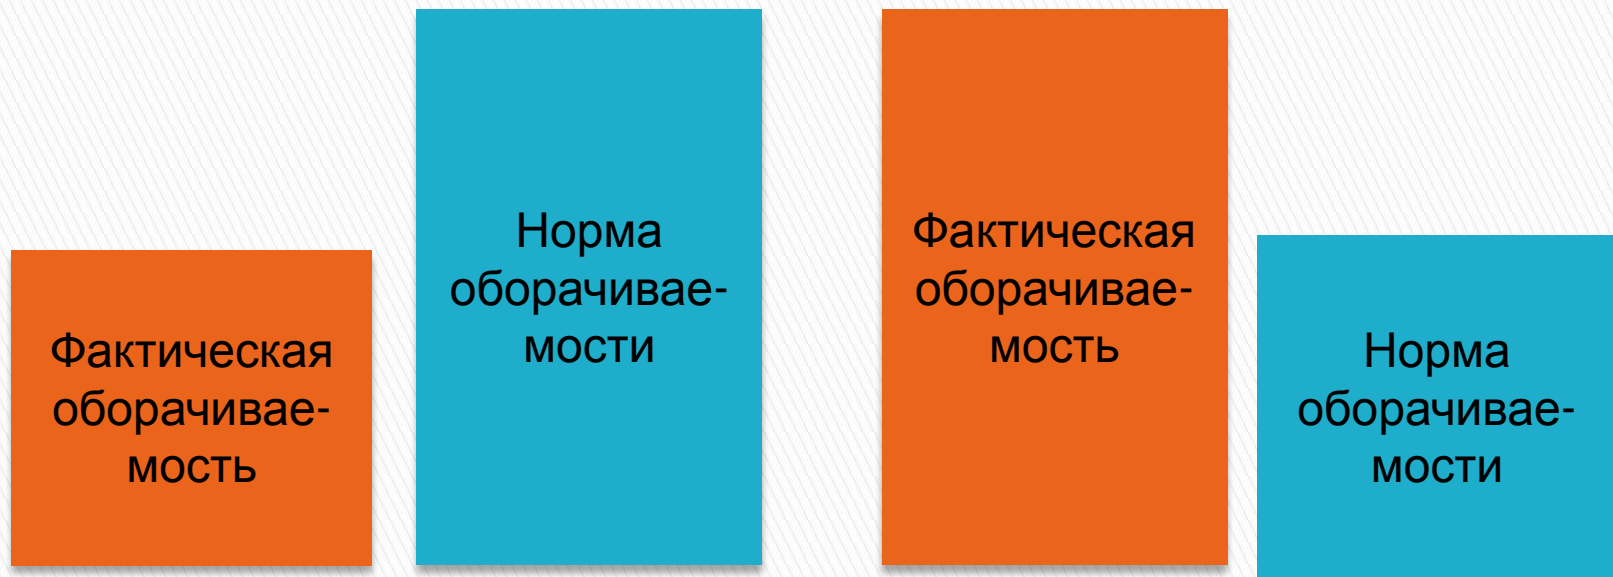 Фактическая
оборачивае-
мость
Норма
оборачивае-
мости
Фактическая
оборачивае-
мость
Норма
оборачивае-
мости